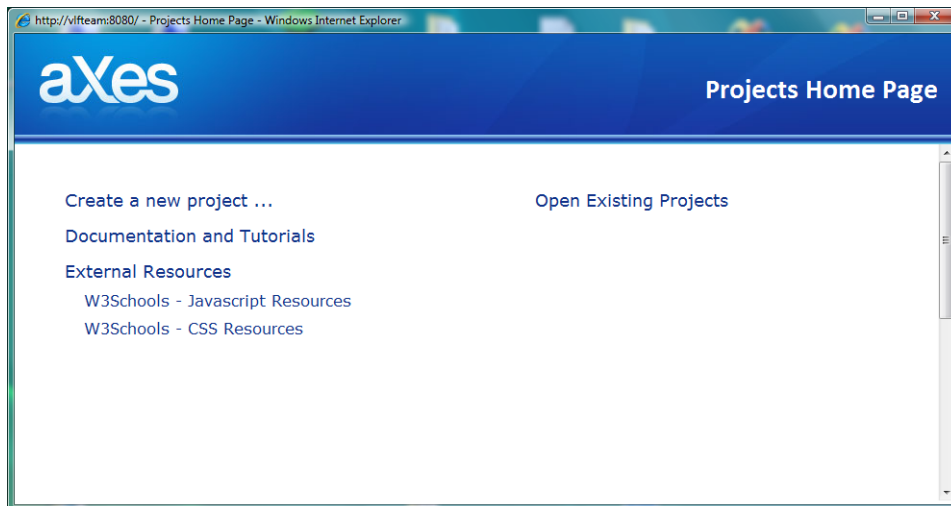 http://vlfteam:8080/ - Projects Home Page - Windows Internet Explorer
aXes
Projects Home Page
Create a new project ...
Documentation and Tutorials
External Resources
W3Schools - Javascript Resources
W3Schools - CSS Resources
Open Existing Projects